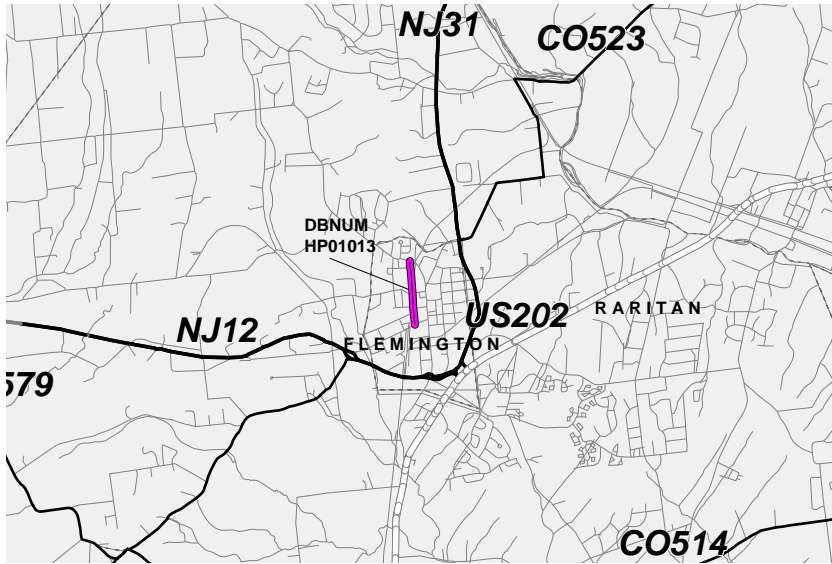 NJ31
CO523
DBNUM
HP01013
US202
RARITAN
NJ12
FLEMINGTON
579
CO514